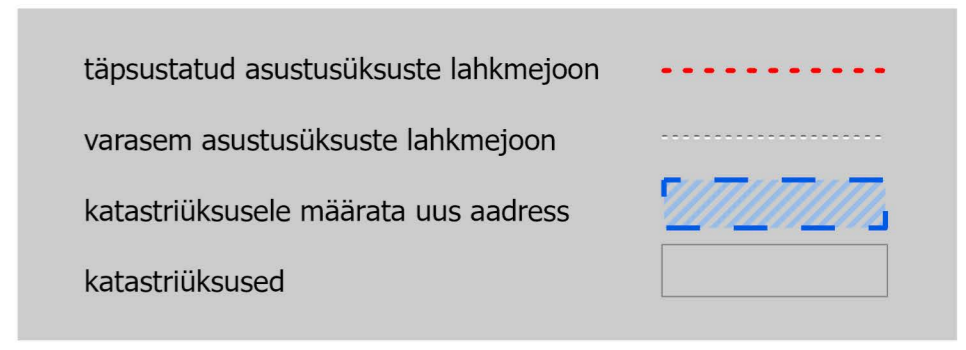 täpsustatud asustusüksuste lahkmejoon
varasem asustusüksuste lahkmejoon
katastriüksusele määrata uus aadress
katastriüksused